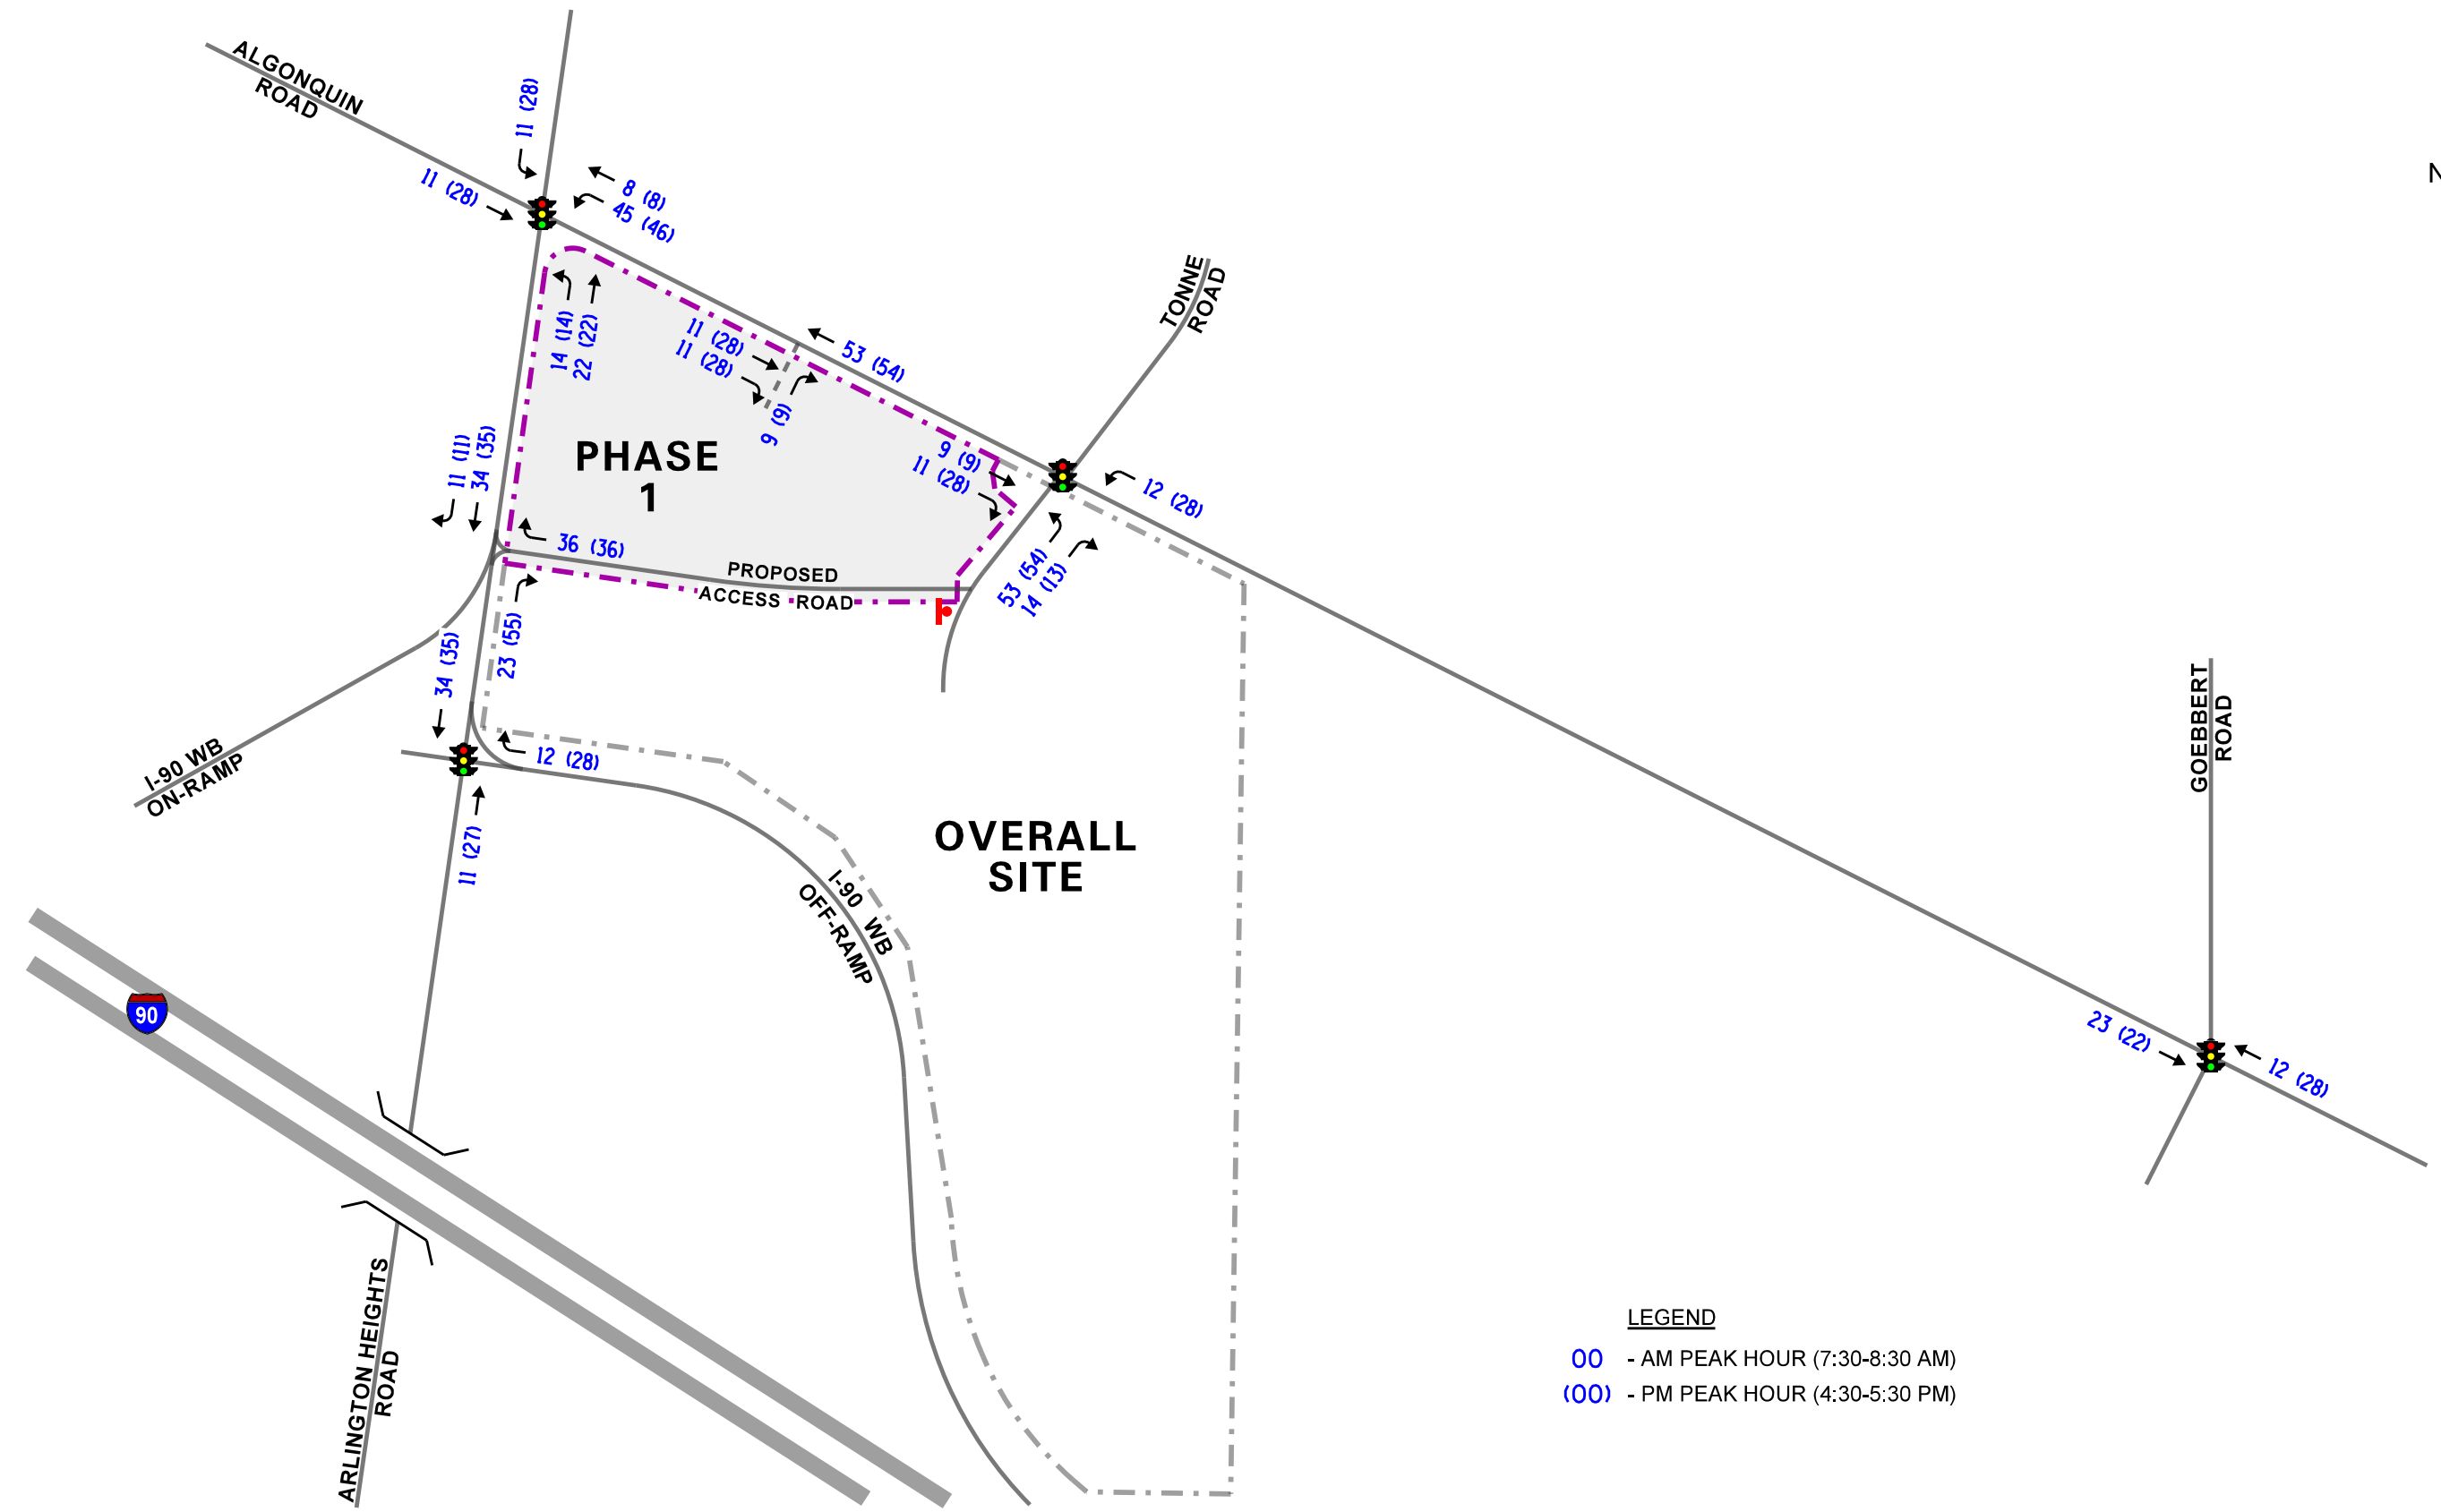 ALGONQUIN
ROAD
11 (28)
11 (28)
8 (8)
45 (46)
N
TONNE
ROAD
14 (14)
22 (22)
11 (28)
11 (28)
9 (9)
53 (54)
PHASE
1
11 (11)
34 (35)
9 (9)
11 (28)
12 (28)
36 (36)
PROPOSED
ACCESS ROAD
53 (54)
14 (13)
23 (55)
34 (35)
I-90 WB
ON-RAMP
12 (28)
11 (27)
OVERALL
SITE
I-90 WB
OFF-RAMP
GOEBBERT
ROAD
90
23 (22)
12 (28)
ARLINGTON HEIGHTS
ROAD
LEGEND
00 - AM PEAK HOUR (7:30-8:30 AM)
(00) - PM PEAK HOUR (4:30-5:30 PM)